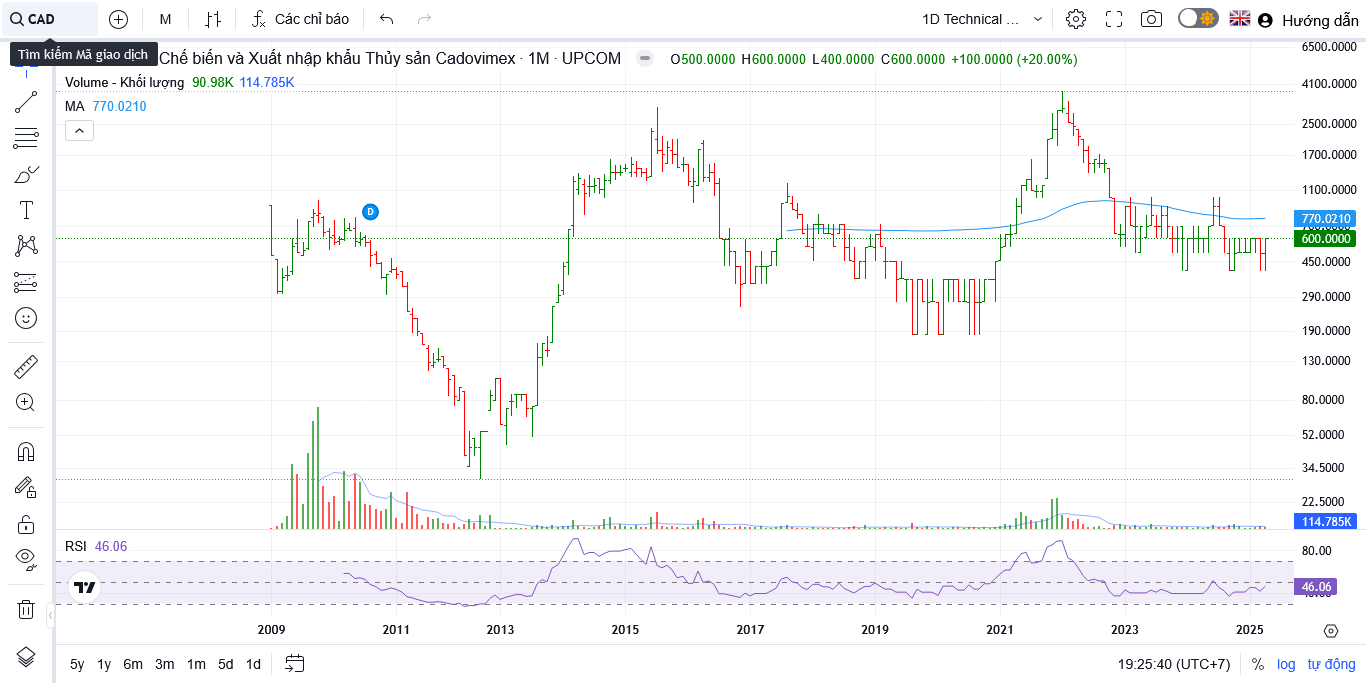 CAD M Các chỉ báo 1D Technical ... Hướng dẫn
Tìm kiếm Mã giao dịch Chế biến và Xuất nhập khẩu Thủy sản Cadovimex · 1M · UPCOM O500.0000 H600.0000 L400.0000 C600.0000 +100.0000 (+20.00%)
Volume - Khối lượng 90.98K 114.785K
MA 770.0210
D
6500.0000
4100.0000
2500.0000
1700.0000
1100.0000
770.0210
600.0000
450.0000
290.0000
190.0000
130.0000
80.0000
52.0000
34.5000
22.5000
114.785K
RSI 46.06
80.00
46.06
2009 2011 2013 2015 2017 2019 2021 2023 2025
5y 1y 6m 3m 1m 5d 1d 19:25:40 (UTC+7) % log tự động